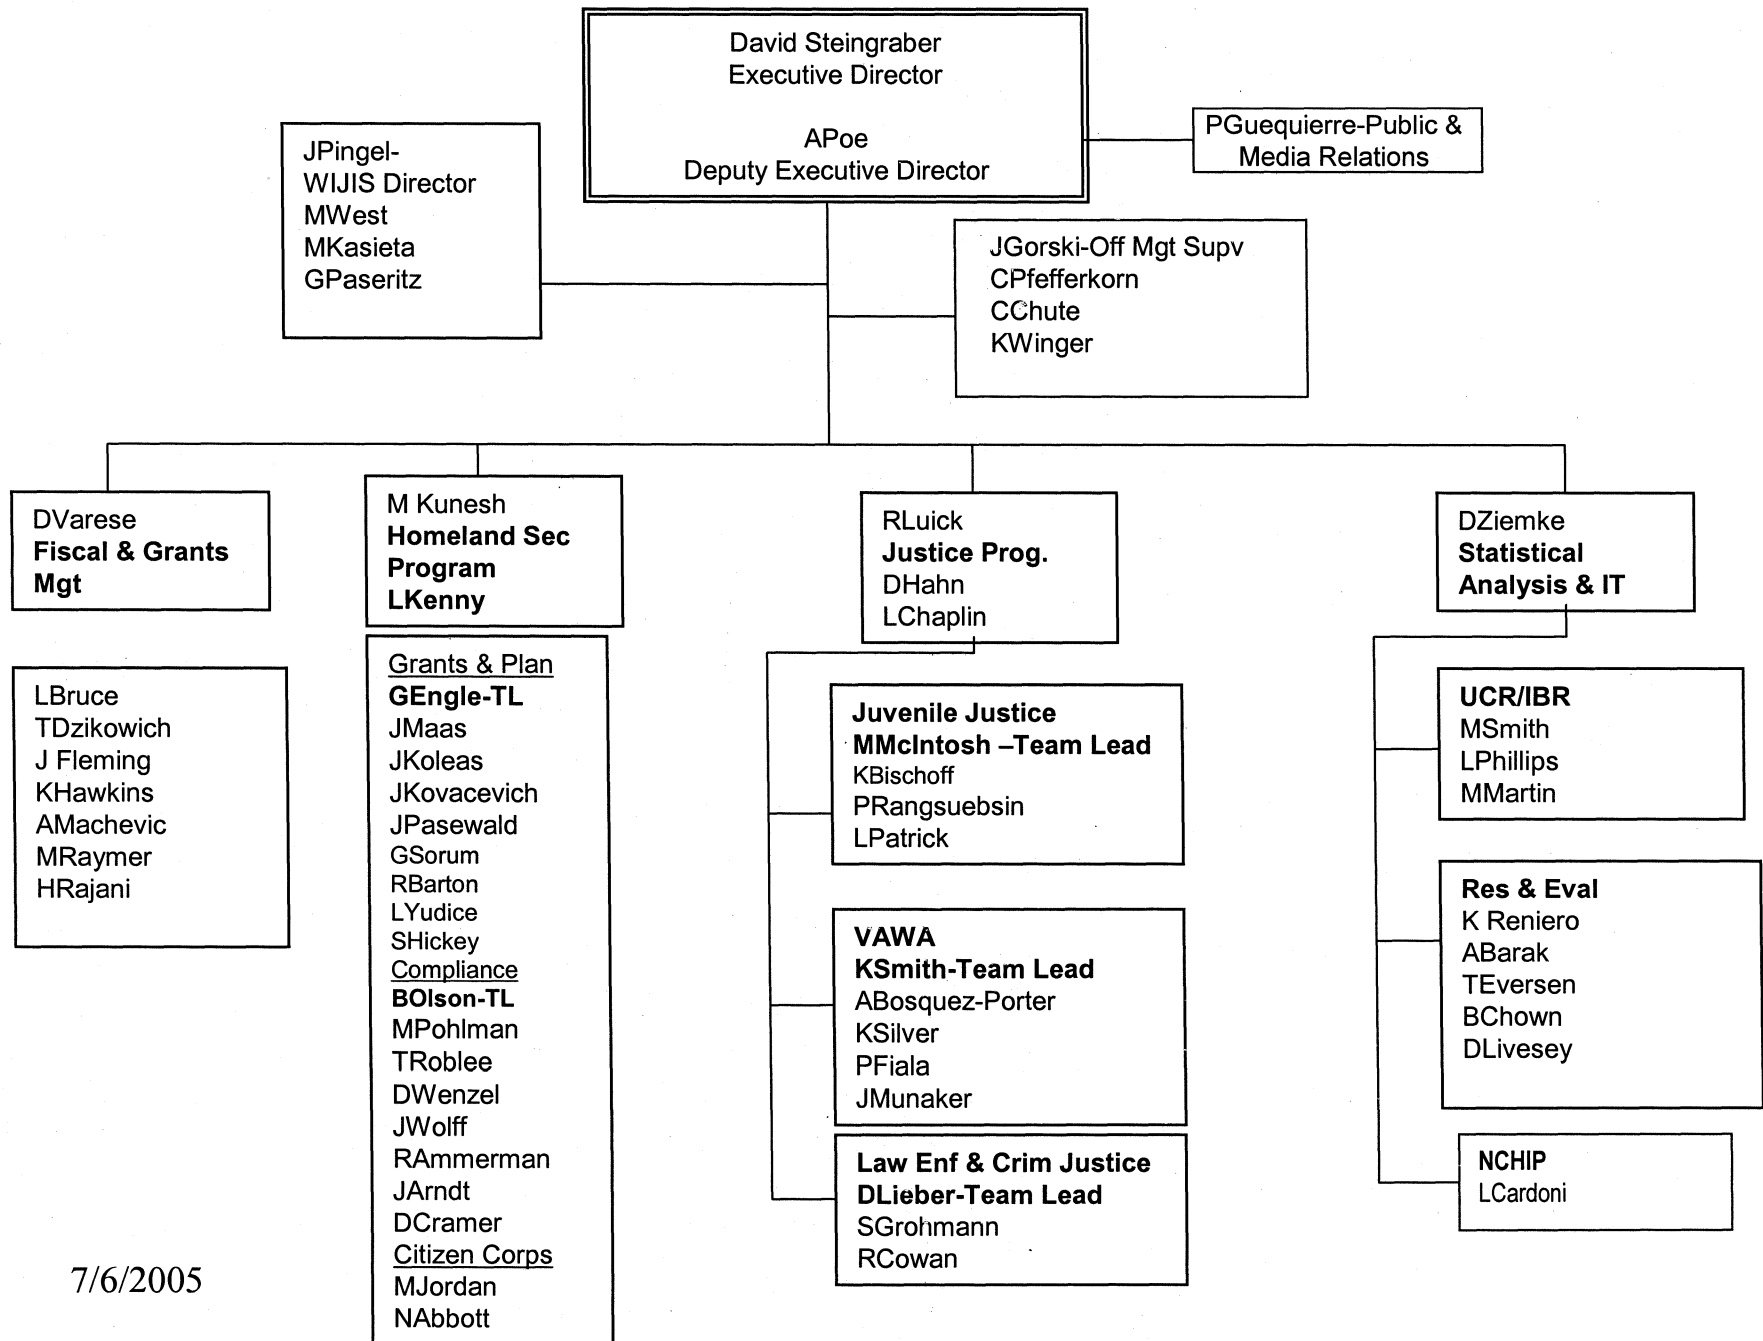 David Steingraber
Executive Director
APoe
Deputy Executive Director
PGuequierre-Public &
Media Relations
JPingel-
WIJIS Director
MWest
MKasieta
GPaseritz
JGorski-Off Mgt Supv
CPfefferkorn
CChute
KWinger
DVarese
Fiscal & Grants
Mgt
LBruce
TDzikowich
J Fleming
KHawkins
AMachevic
MRaymer
HRajani
M Kunesh
Homeland Sec
Program
LKenny
Grants & Plan
GEngle-TL
JMaas
JKoleas
JKovacevich
JPasewald
GSorum
RBarton
LYudice
SHickey
Compliance
BOlson-TL
MPohlman
TRoblee
DWenzel
JWolff
RAmmerman
JArndt
DCramer
Citizen Corps
MJordan
NAbbott
RLuick
Justice Prog.
DHahn
LChaplin
Juvenile Justice
MMcIntosh –Team Lead
KBischoff
PRangsuebsin
LPatrick
VAWA
KSmith-Team Lead
ABosquez-Porter
KSilver
PFiala
JMunaker
Law Enf & Crim Justice
DLieber-Team Lead
SGrohmann
RCowan
DZiemke
Statistical
Analysis & IT
UCR/IBR
MSmith
LPhillips
MMartin
Res & Eval
K Reniero
ABarak
TEversen
BChown
DLivesey
NCHIP
LCardoni
7/6/2005